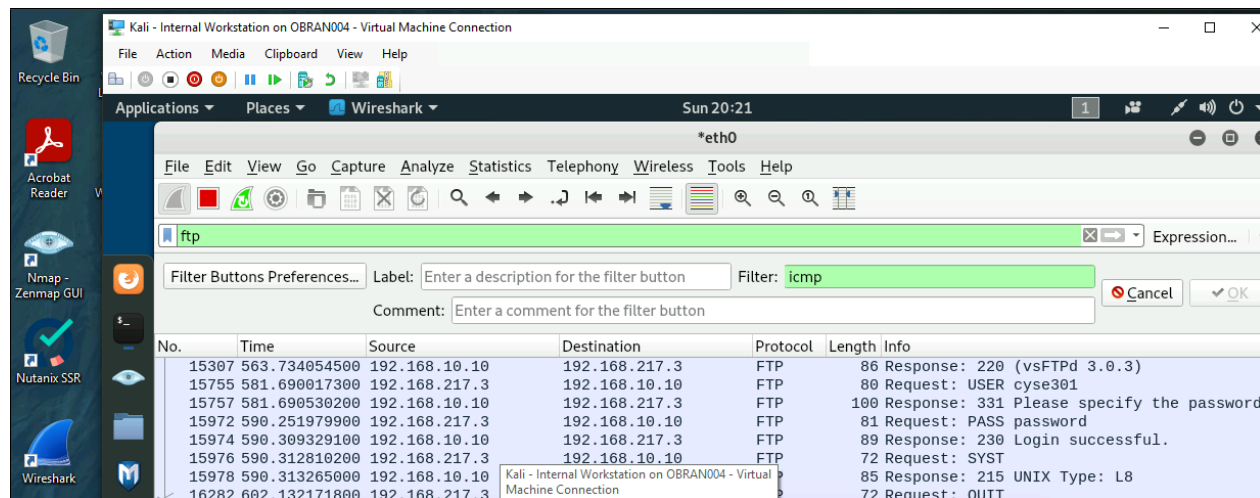 Kali - Internal Workstation on OBRAN004 - Virtual Machine Connection
File Action Media Clipboard View Help
Recycle Bin
Applications Places Wireshark Sun 20:21 1
*eth0
File Edit View Go Capture Analyze Statistics Telephony Wireless Tools Help
Acrobat
Reader
ftp Expression...
Nmap -
Zenmap GUI
Filter Buttons Preferences... Label: Enter a description for the filter button Filter: icmp
Cancel OK
Comment: Enter a comment for the filter button
Nutanix SSR
Wireshark
No. Time Source Destination Protocol Length Info
15307 563.734054500 192.168.10.10 192.168.217.3 FTP 86 Response: 220 (vsFTPd 3.0.3)
15755 581.690017300 192.168.217.3 192.168.10.10 FTP 80 Request: USER cyse301
15757 581.690530200 192.168.10.10 192.168.217.3 FTP 100 Response: 331 Please specify the password
15972 590.251979900 192.168.217.3 192.168.10.10 FTP 81 Request: PASS password
15974 590.309329100 192.168.10.10 192.168.217.3 FTP 89 Response: 230 Login successful.
15976 590.312810200 192.168.217.3 192.168.10.10 FTP 72 Request: SYST
15978 590.313265000 192.168.10.10 85 Response: 215 UNIX Type: L8
16282 602.132171800 192.168.217.3 72 Request: QUIT
Kali - Internal Workstation on OBRAN004 - Virtual
Machine Connection